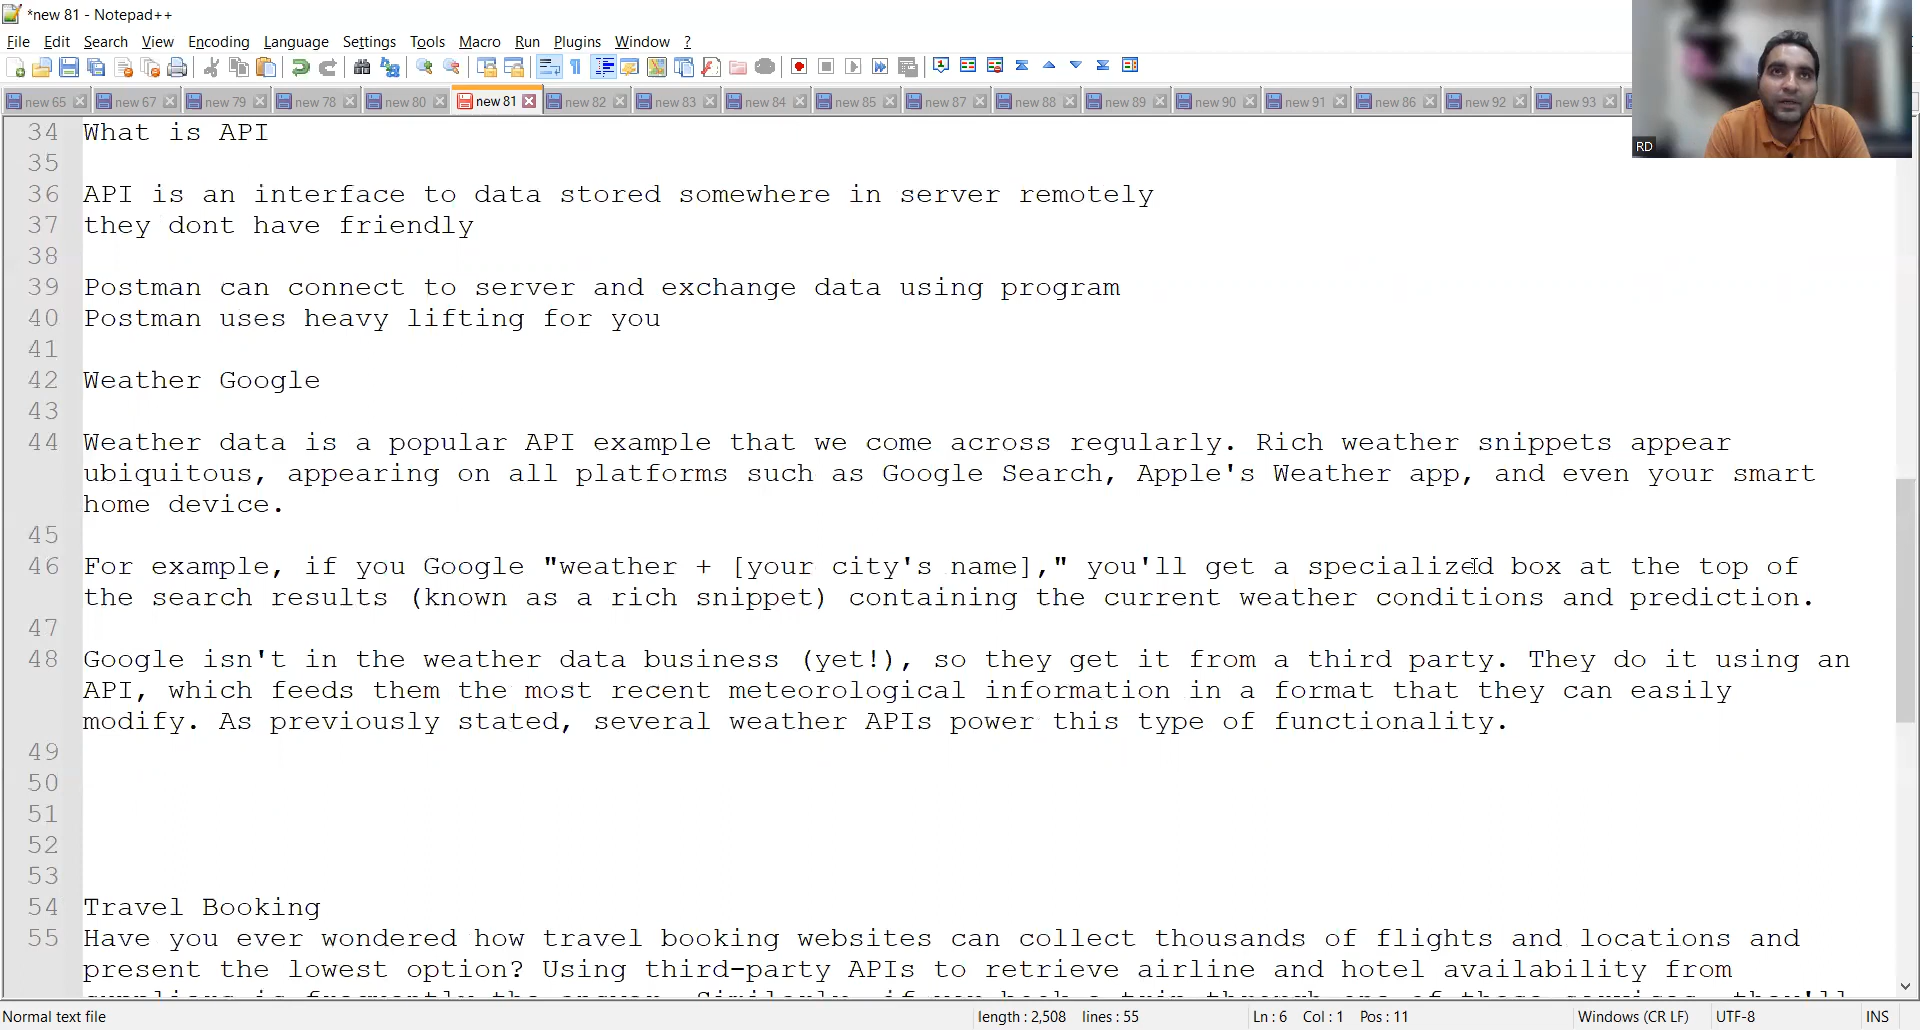 *new 81 - Notepad++
File Edit Search View Encoding Language Settings Tools Macro Run Plugins Window ?
new 65 new 67 new 79 new 78 new 80 new 81 new 82 new 83 new 84 new 85 new 87 new 88 new 89 new 90 new 91 new 86 new 92 new 93
RD
34 What is API
35
36 API is an interface to data stored somewhere in server remotely
37 they dont have friendly
38
39 Postman can connect to server and exchange data using program
40 Postman uses heavy lifting for you
41
42 Weather Google
43
44 Weather data is a popular API example that we come across regularly. Rich weather snippets appear
ubiquitous, appearing on all platforms such as Google Search, Apple's Weather app, and even your smart
home device.
45
46 For example, if you Google "weather + [your city's name]," you'll get a specialized box at the top of
the search results (known as a rich snippet) containing the current weather conditions and prediction.
47
48 Google isn't in the weather data business (yet!), so they get it from a third party. They do it using an
API, which feeds them the most recent meteorological information in a format that they can easily
modify. As previously stated, several weather APIs power this type of functionality.
49
50
51
52
53
54 Travel Booking
55 Have you ever wondered how travel booking websites can collect thousands of flights and locations and
present the lowest option? Using third-party APIs to retrieve airline and hotel availability from
Normal text file length : 2,508 lines : 55 Ln : 6 Col : 1 Pos : 11 Windows (CR LF) UTF-8 INS